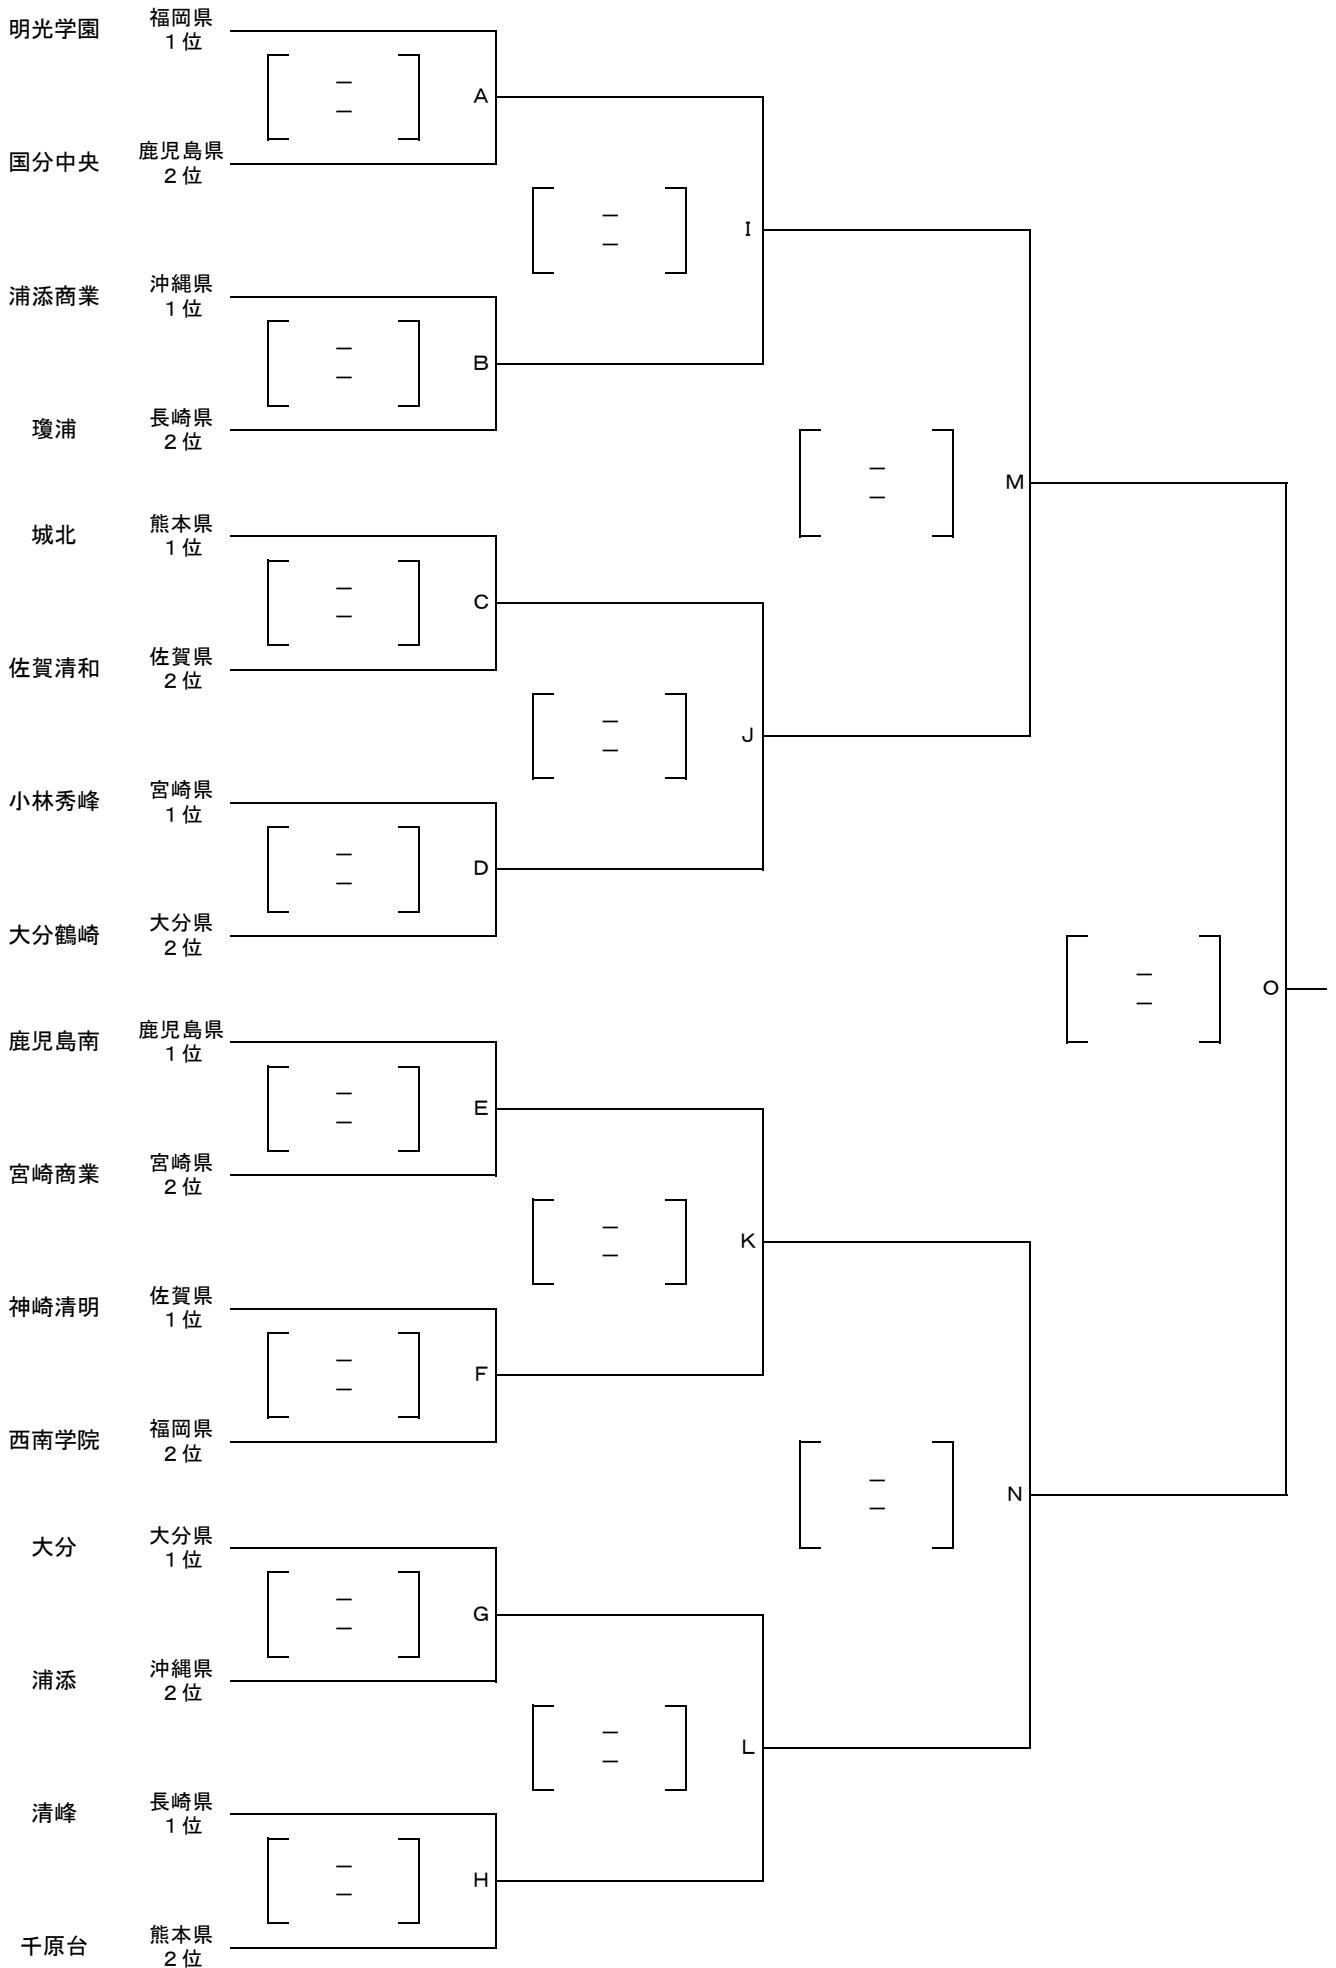 明光学園 福岡県
１位
－
－
A
国分中央 鹿児島県
２位
－
－
I
浦添商業 沖縄県
１位
－
－
B
瓊浦 長崎県
２位
－
－
M
城北 熊本県
１位
－
－
C
佐賀清和 佐賀県
２位
－
－
J
小林秀峰 宮崎県
１位
－
－
D
大分鶴崎 大分県
２位
－
－
O
鹿児島南 鹿児島県
１位
－
－
E
宮崎商業 宮崎県
２位
－
－
K
神崎清明 佐賀県
１位
－
－
F
西南学院 福岡県
２位
－
－
N
大分 大分県
１位
－
－
G
浦添 沖縄県
２位
－
－
L
清峰 長崎県
１位
－
－
H
千原台 熊本県
２位